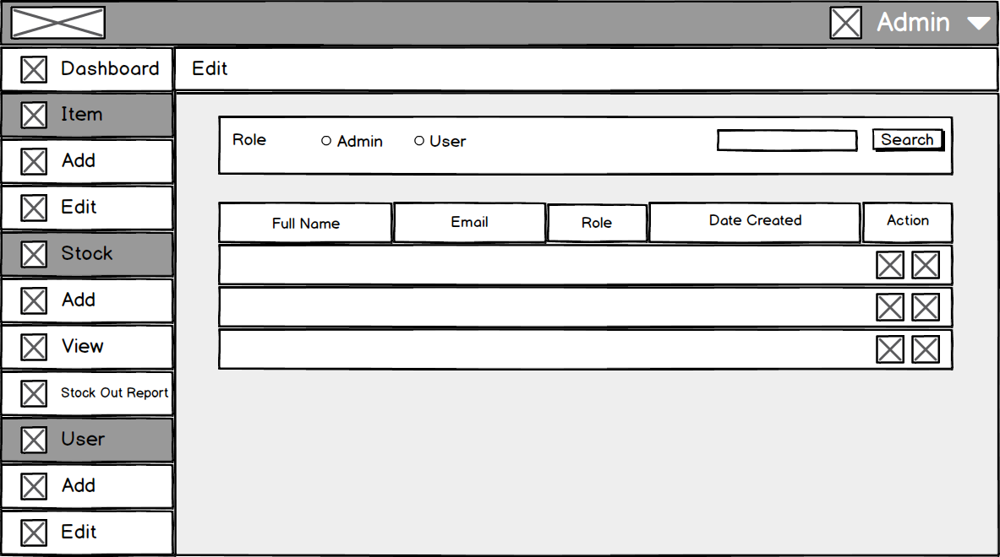 Admin
Dashboard
Edit
Item
Add
Edit
Stock
Add
View
Stock Out Report
User
Add
Edit
Role Admin User Search
Full Name Email Role Date Created Action